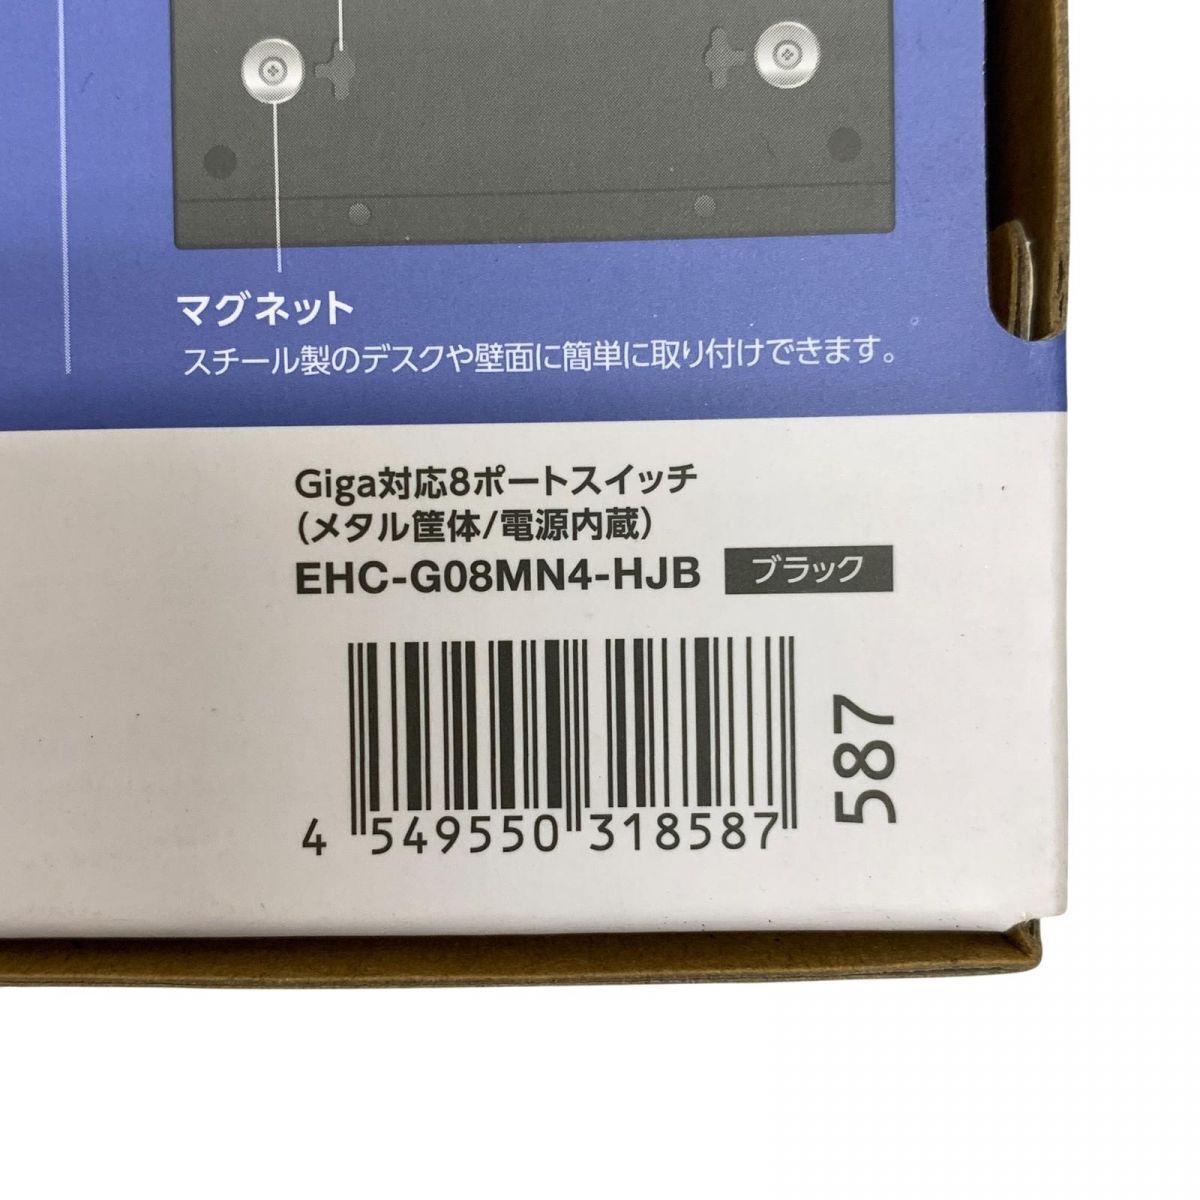 マグネット
スチール製のデスクや壁面に簡単に取り付けできます。
Giga対応8ポートスイッチ
(メタル筐体/電源内蔵)
EHC-G08MN4-HJB ブラック
4 549550 318587
587